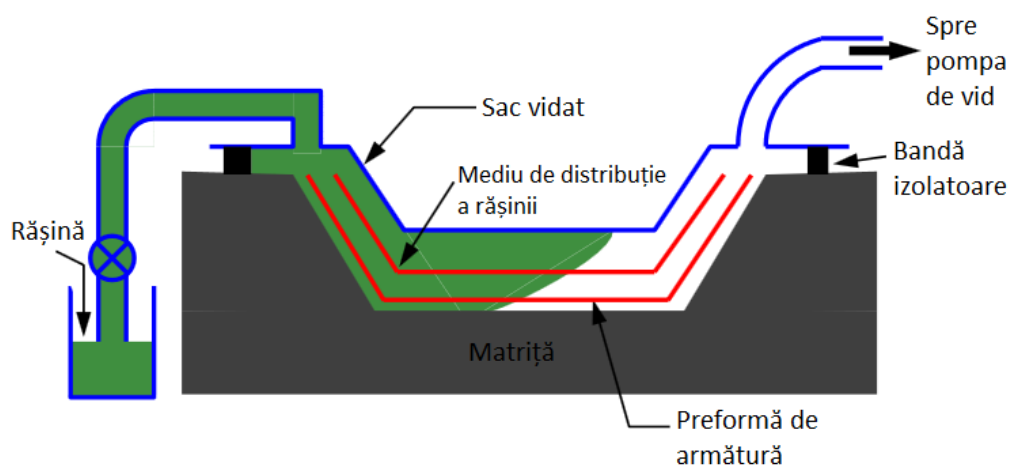 Spre
pompa
de vid
Sac vidat
Bandă
izolatoare
Mediu de distribuție
a rășinii
Rășină
Matriță
Preformă de
armătură